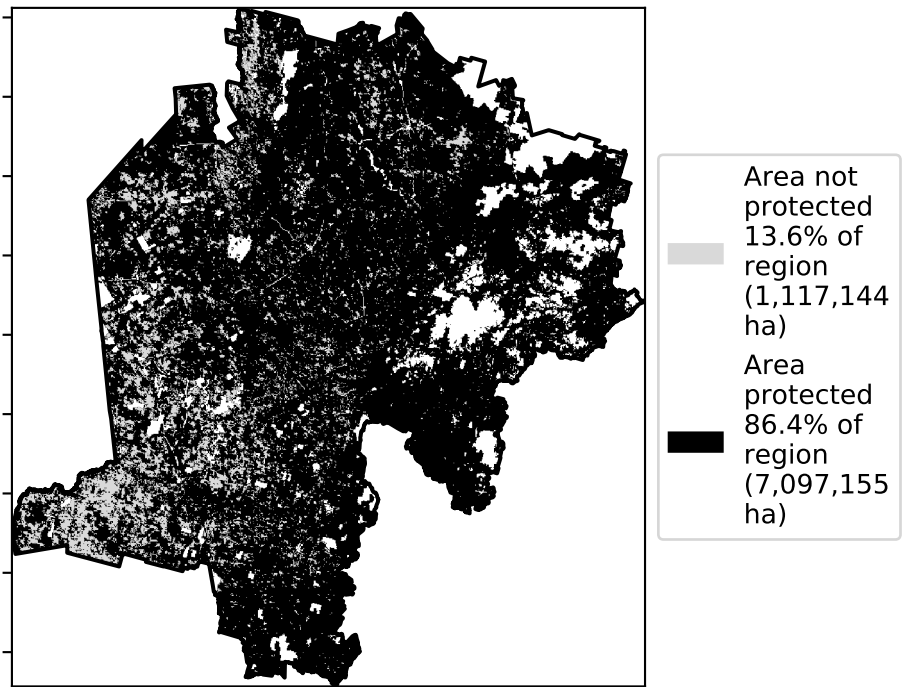 Area not
protected
13.6% of
region
(1,117,144
ha)
Area
protected
86.4% of
region
(7,097,155
ha)